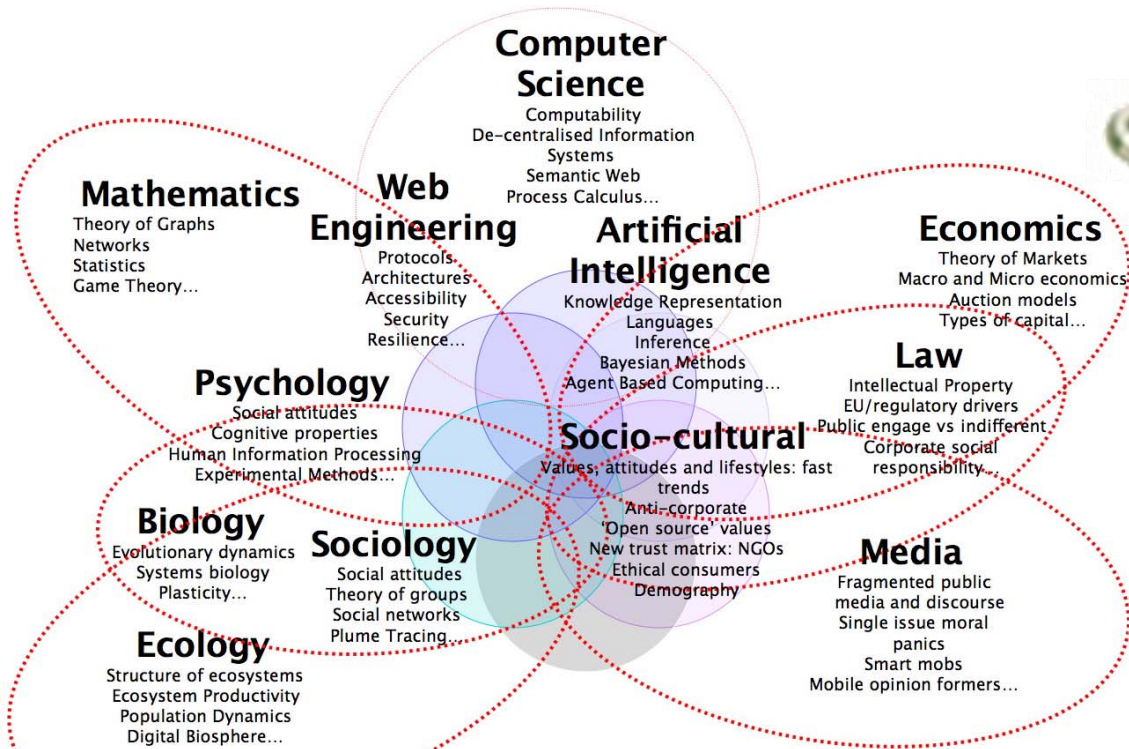 Computer
Science
Computability
De-centralised Information
Systems
Semantic Web
Process Calculus…
Mathematics
Theory of Graphs
Networks
Statistics
Game Theory…
Web
Engineering
Protocols
Architectures
Accessibility
Security
Resilience…
Artificial
Intelligence
Knowledge Representation
Languages
Inference
Bayesian Methods
Agent Based Computing…
Economics
Theory of Markets
Macro and Micro economics
Auction models
Types of capital…
Law
Intellectual Property
EU/regulatory drivers
Public engage vs indifferent
Corporate social
responsibility…
Psychology
Social attitudes
Cognitive properties
Human Information Processing
Experimental Methods…
Socio-cultural
Values, attitudes and lifestyles: fast
trends
Anti-corporate
‘Open source’ values
New trust matrix: NGOs
Ethical consumers
Demography
Biology
Evolutionary dynamics
Systems biology
Plasticity…
Sociology
Social attitudes
Theory of groups
Social networks
Plume Tracing…
Media
Fragmented public
media and discourse
Single issue moral
panics
Smart mobs
Mobile opinion formers…
Ecology
Structure of ecosystems
Ecosystem Productivity
Population Dynamics
Digital Biosphere…